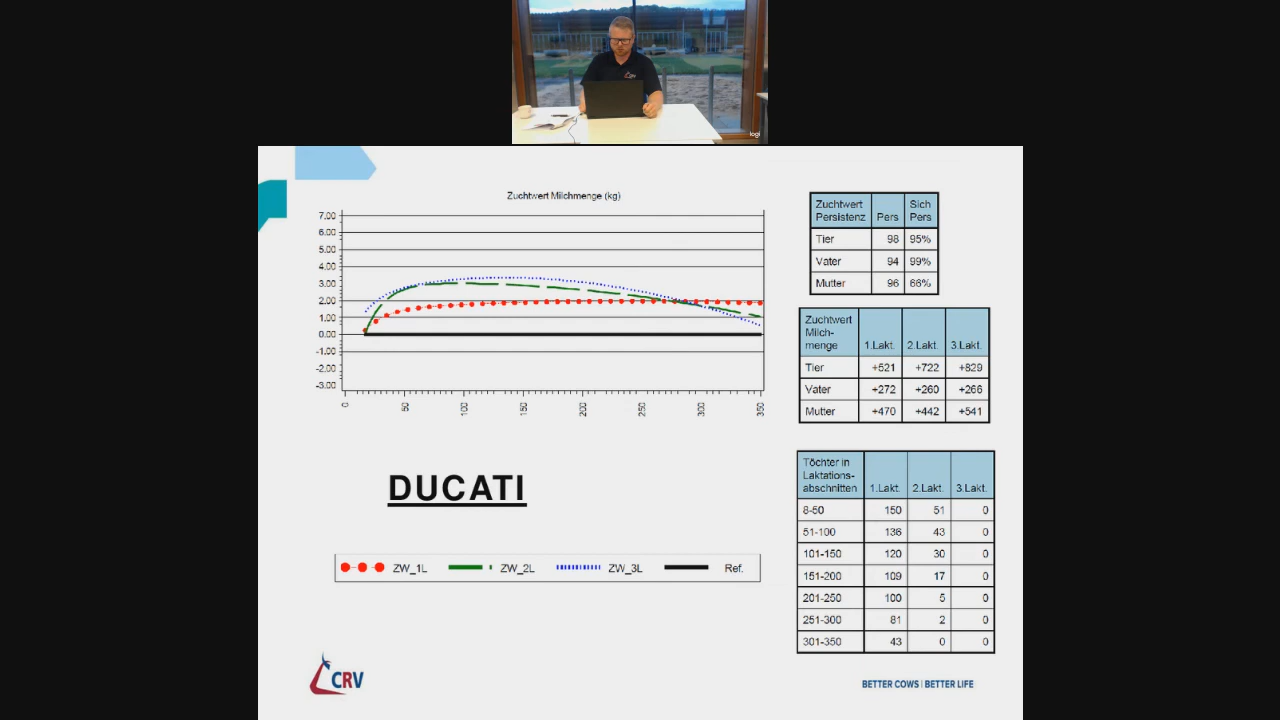 CRV
logi
Zuchtwert Milchmenge (kg)
7.00
6.00
5.00
4.00
3.00
2.00
1.00
0.00
-1.00
-2.00
-3.00
0 50 100 150 200 250 300 350
DUCATI
ZW_1L ZW_2L ZW_3L Ref.
Zuchtwert Sich
Persistenz Pers Pers
Tier 98 95%
Vater 94 99%
Mutter 96 66%
Zuchtwert
Milch-
menge 1.Lakt. 2.Lakt. 3.Lakt.
Tier +521 +722 +829
Vater +272 +260 +266
Mutter +470 +442 +541
Töchter in
Laktations-
abschnitten 1.Lakt. 2.Lakt. 3.Lakt.
8-50 150 51 0
51-100 136 43 0
101-150 120 30 0
151-200 109 17 0
201-250 100 5 0
251-300 81 2 0
301-350 43 0 0
CRV
BETTER COWS | BETTER LIFE